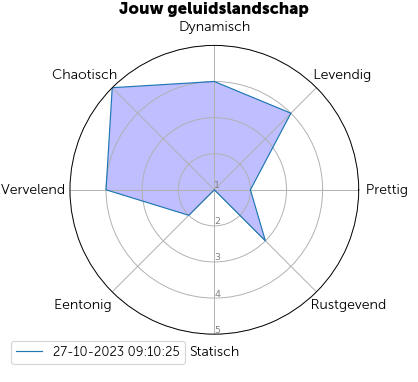 Jouw geluidslandschap
Dynamisch
Chaotisch
Levendig
Vervelend
1
Prettig
2
3
4
Eentonig
Rustgevend
5
27-10-2023 09:10:25
Statisch